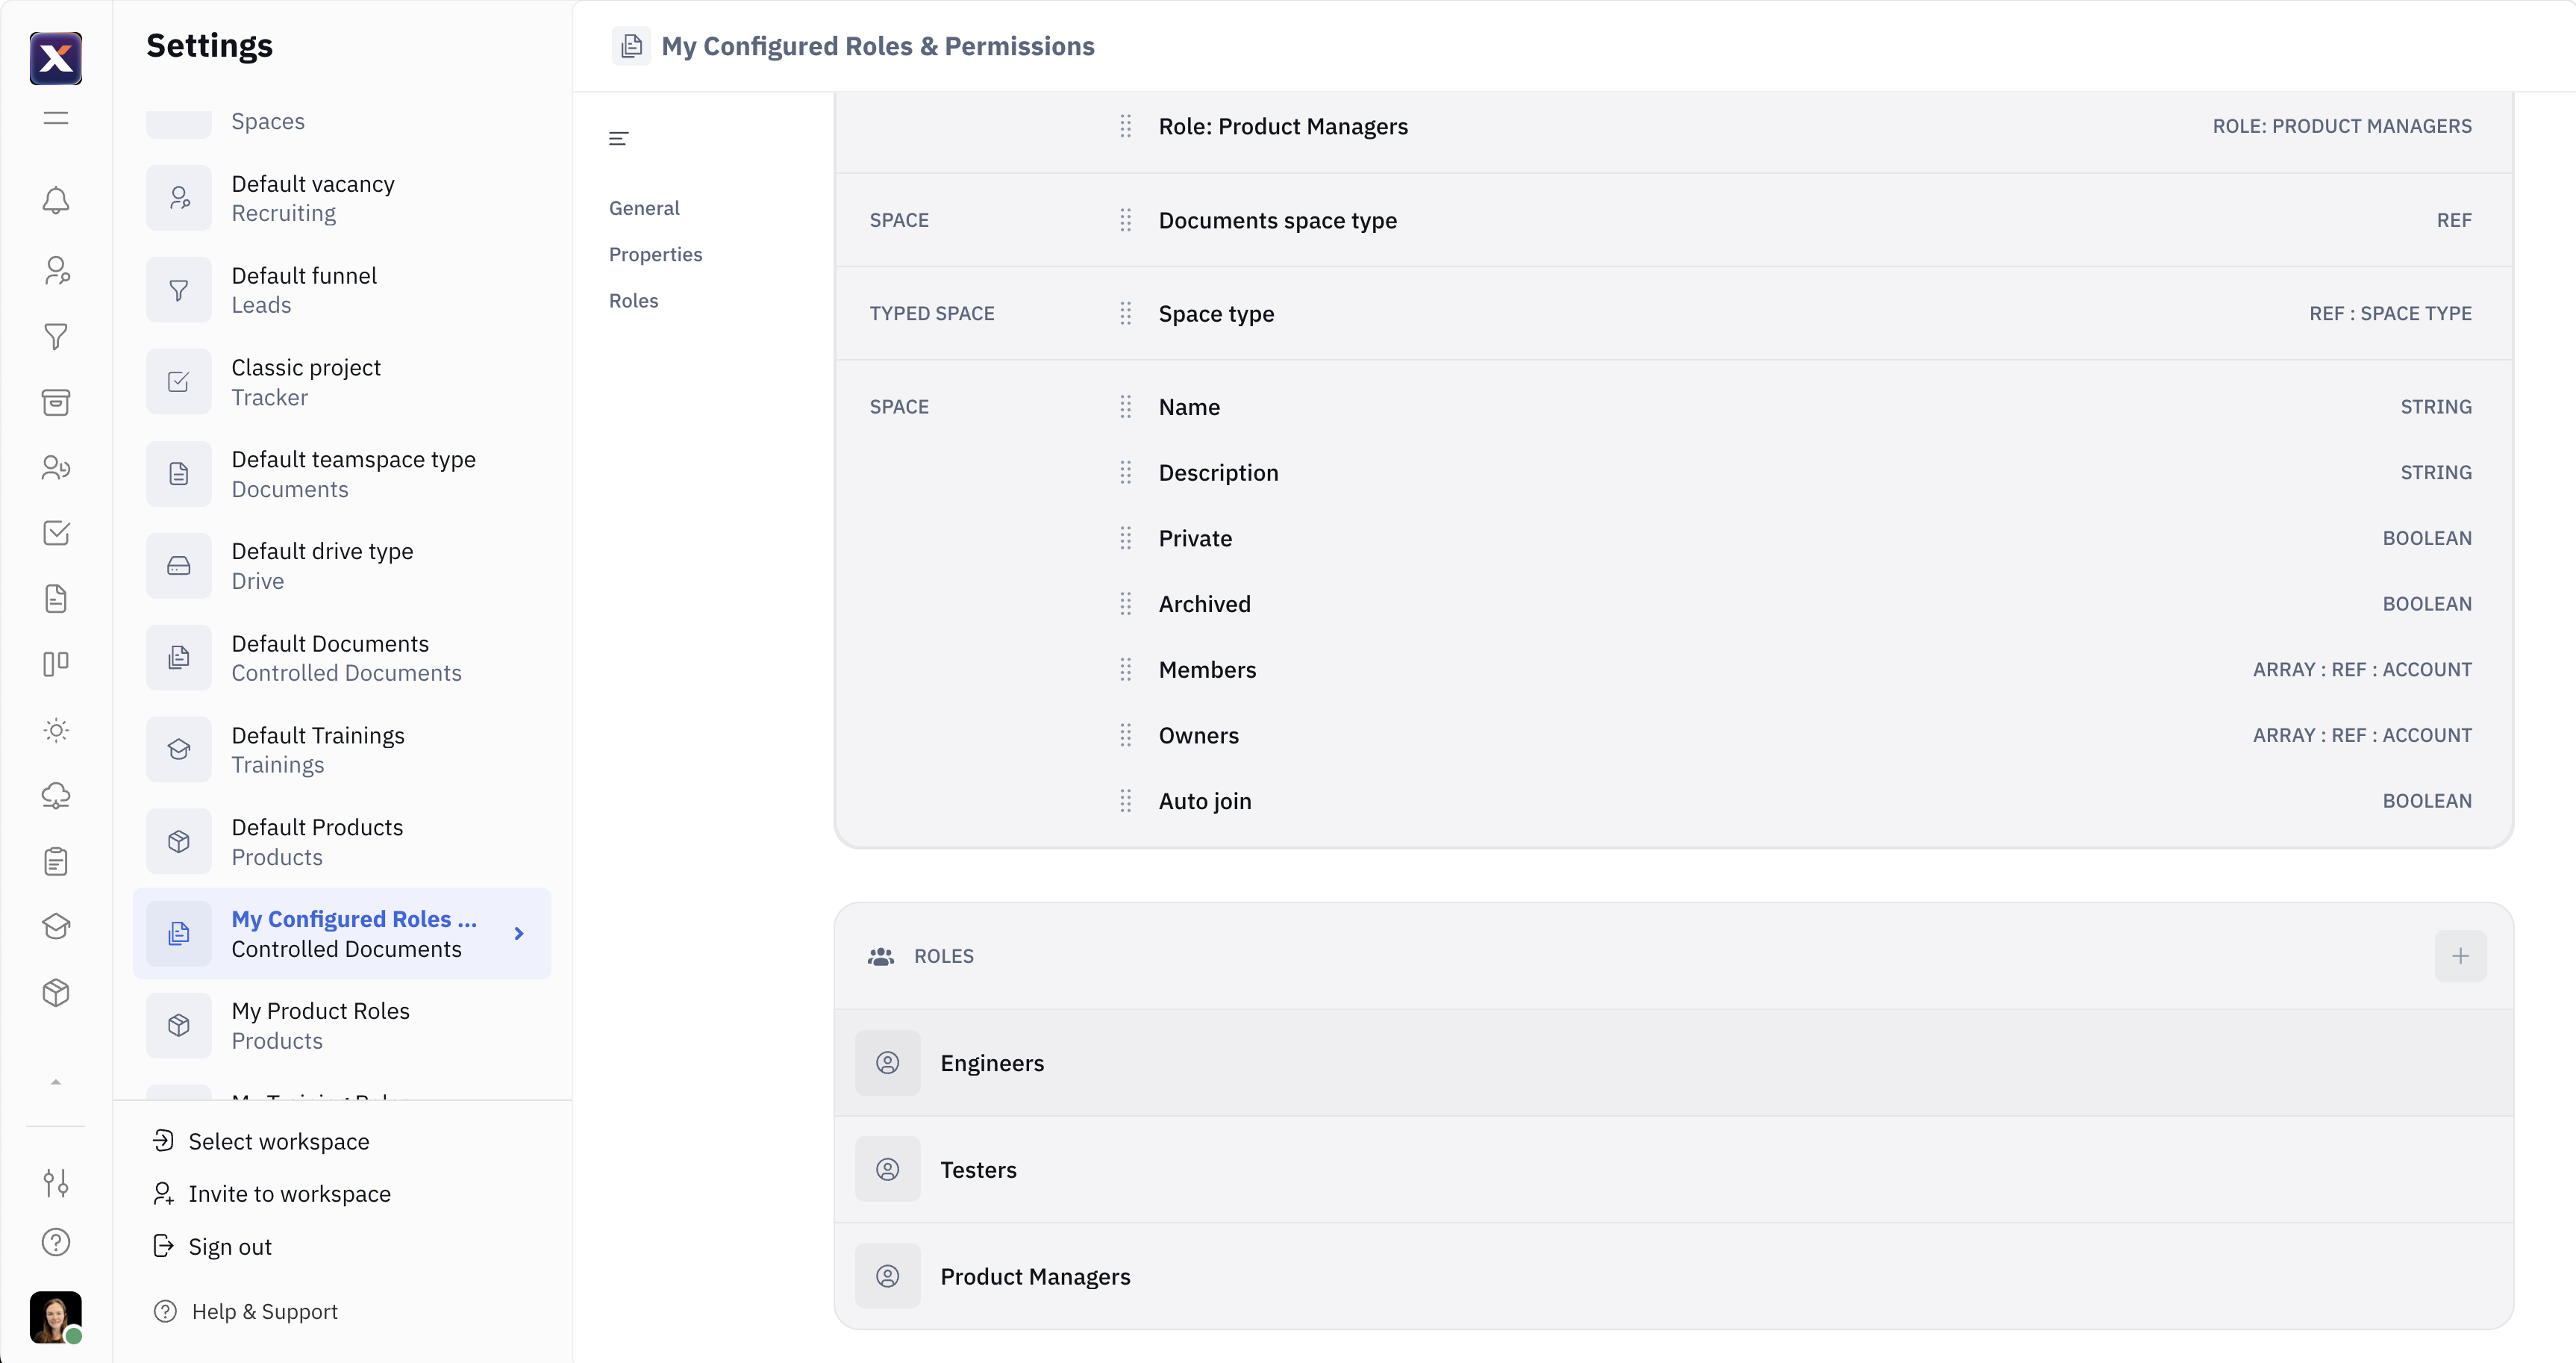 Settings
Spaces
Default vacancy
Recruiting
Default funnel
Leads
Classic project
Tracker
Default teamspace type
Documents
Default drive type
Drive
Default Documents
Controlled Documents
Default Trainings
Trainings
Default Products
Products
My Configured Roles ...
Controlled Documents
My Product Roles
Products
Select workspace
Invite to workspace
Sign out
Help & Support
My Configured Roles & Permissions
General
Properties
Roles
Role: Product Managers ROLE: PRODUCT MANAGERS
SPACE Documents space type REF
TYPED SPACE Space type REF : SPACE TYPE
SPACE Name STRING
Description STRING
Private BOOLEAN
Archived BOOLEAN
Members ARRAY : REF : ACCOUNT
Owners ARRAY : REF : ACCOUNT
Auto join BOOLEAN
ROLES
Engineers
Testers
Product Managers